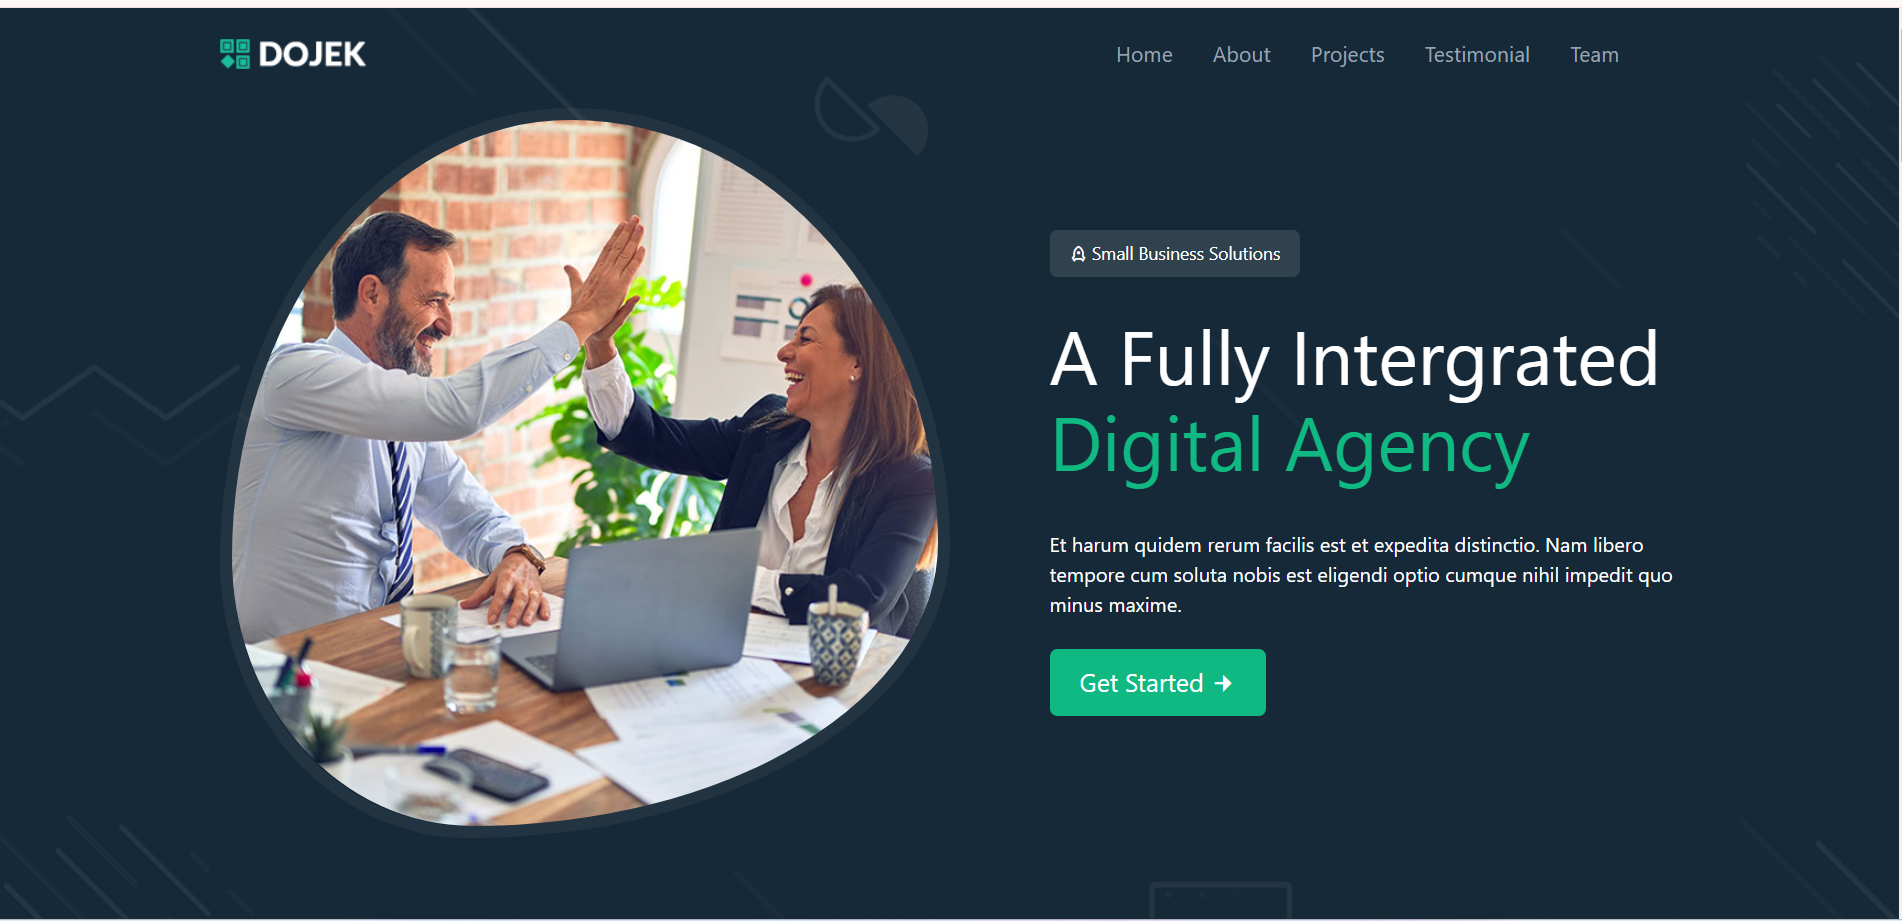 DOJEK
Home About Projects Testimonial Team
Small Business Solutions
A Fully Intergrated
Digital Agency
Et harum quidem rerum facilis est et expedita distinctio. Nam libero
tempore cum soluta nobis est eligendi optio cumque nihil impedit quo
minus maxime.
Get Started